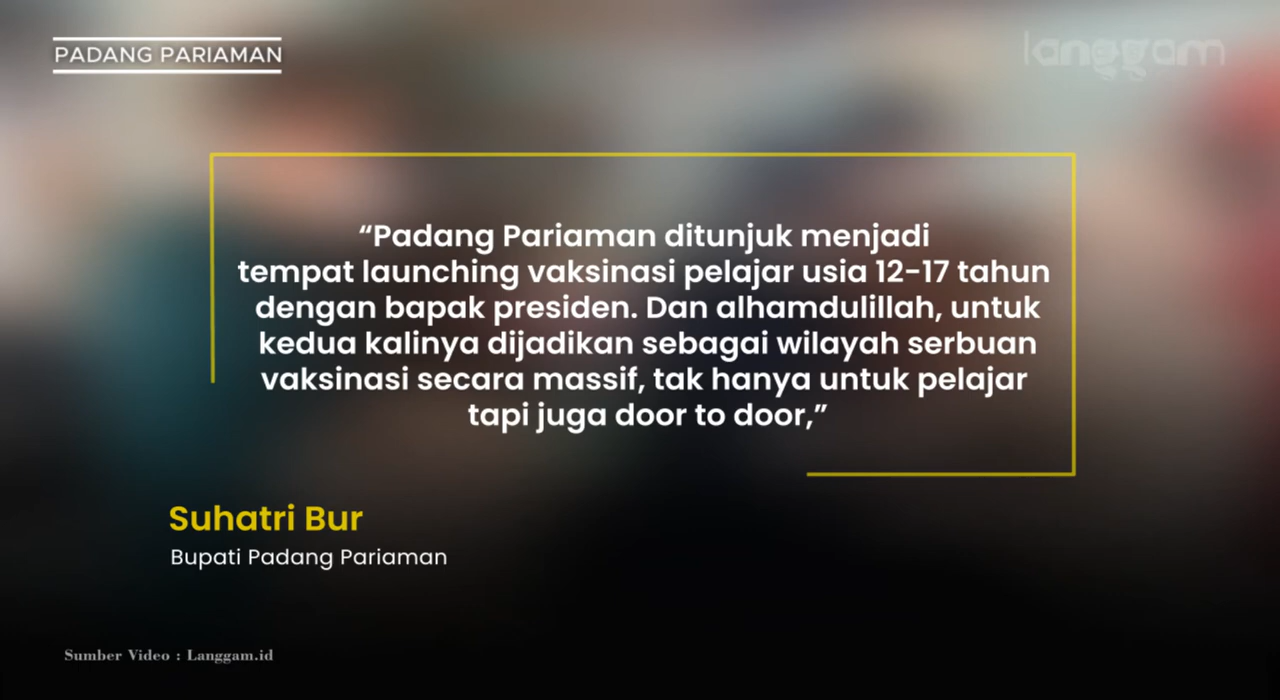 PADANG PARIAMAN
langgam
“Padang Pariaman ditunjuk menjadi
tempat launching vaksinasi pelajar usia 12-17 tahun
dengan bapak presiden. Dan alhamdulillah, untuk
kedua kalinya dijadikan sebagai wilayah serbuan
vaksinasi secara massif, tak hanya untuk pelajar
tapi juga door to door,”
Suhatri Bur
Bupati Padang Pariaman
Sumber Video : Langgam.id